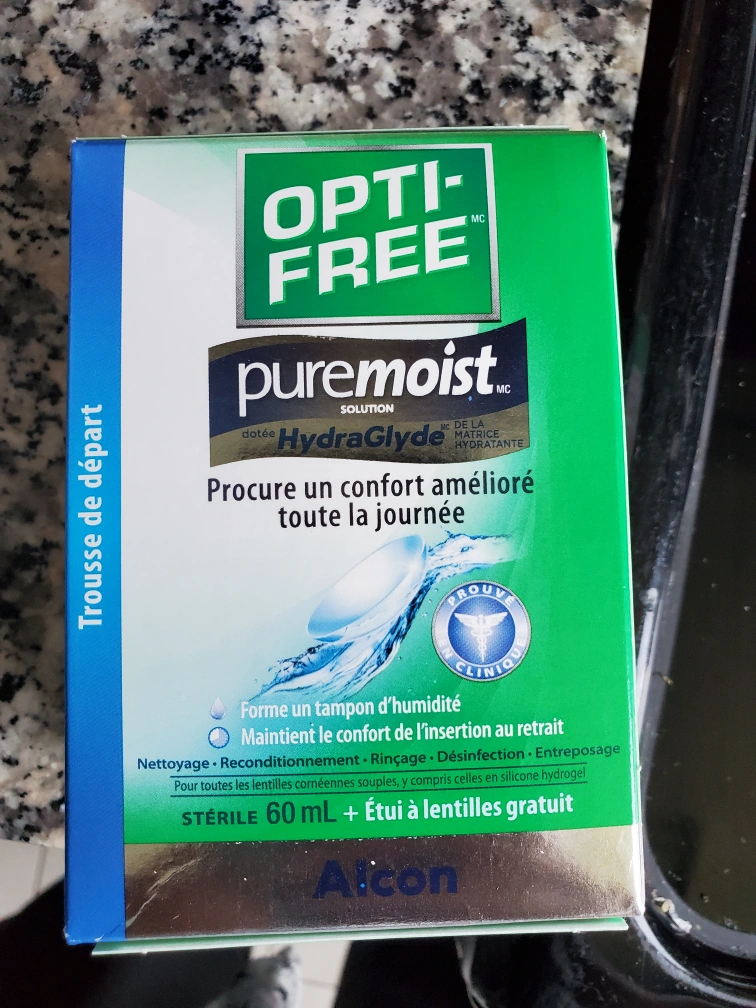 OPTI-
FREE MC
puremoist MC
SOLUTION
dotée HydraGlyde MC DE LA
MATRICE
HYDRATANTE
Procure un confort amélioré
toute la journée
Trousse de départ
PROUVÉ
EN CLINIQUE
Forme un tampon d'humidité
Maintient le confort de l'insertion au retrait
Nettoyage • Reconditionnement • Rinçage • Désinfection • Entreposage
Pour toutes les lentilles cornéennes souples, y compris celles en silicone hydrogel
STÉRILE 60 mL + Étui à lentilles gratuit
Alcon